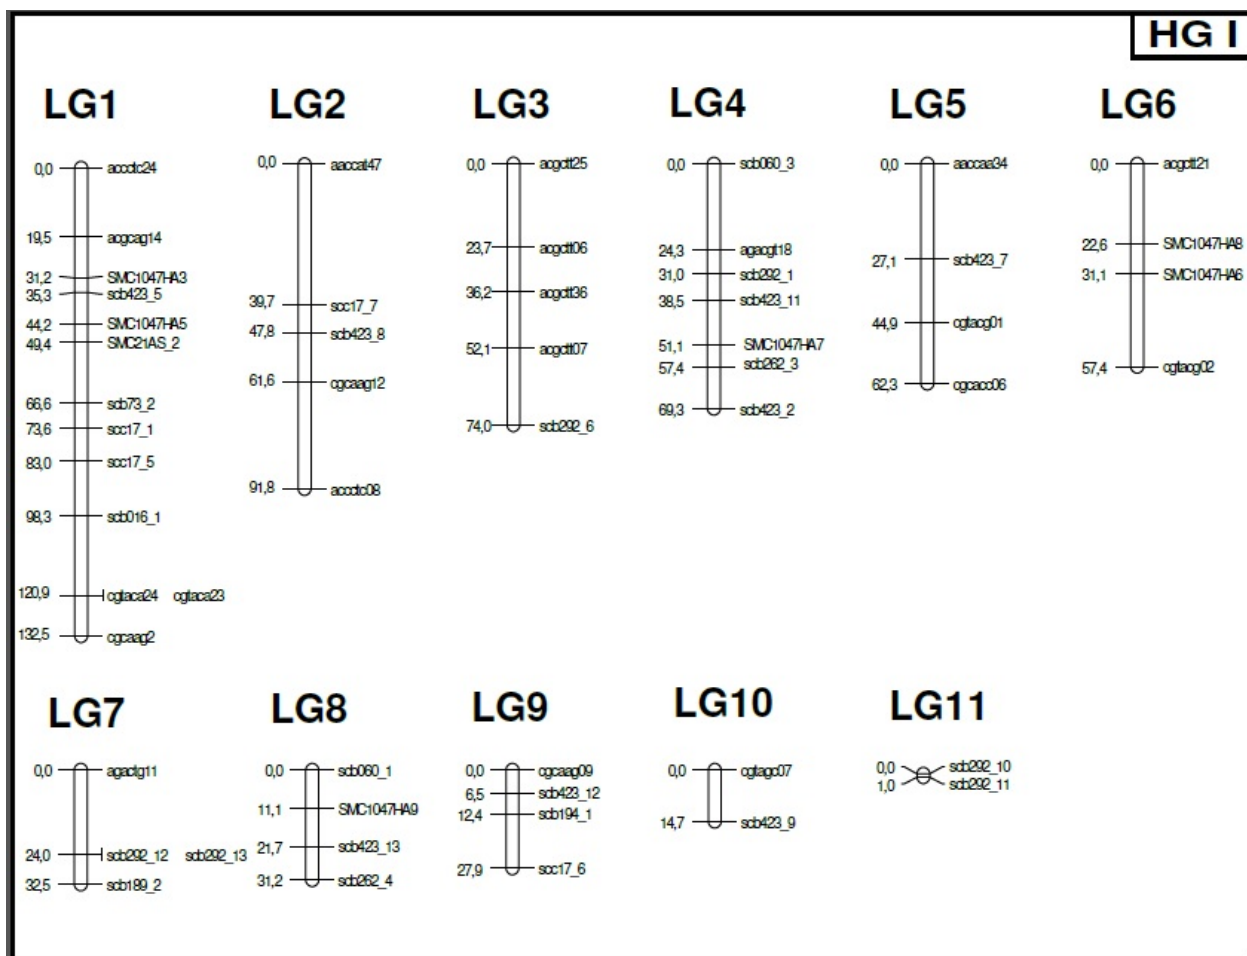 HG I
LG1
0,0 accctc24
19,5 acgcag14
31,2 SMC1047HA3
35,3 scb423_5
44,2 SMC1047HA5
49,4 SMC21AS_2
66,6 scb73_2
73,6 scc17_1
83,0 scc17_5
98,3 scb016_1
120,9 cgtaca24 cgtaca23
132,5 cgcaag2
LG2
0,0 aaccat47
39,7 scc17_7
47,8 scb423_8
61,6 cgcaag12
91,8 accctc08
LG3
0,0 acgctt25
23,7 acgctt06
36,2 acgctt36
52,1 acgctt07
74,0 scb292_6
LG4
0,0 scb060_3
24,3 agacgt18
31,0 scb292_1
38,5 scb423_11
51,1 SMC1047HA7
57,4 scb262_3
69,3 scb423_2
LG5
0,0 aaccaa34
27,1 scb423_7
44,9 cgtacg01
62,3 cgcacc06
LG6
0,0 acgctt21
22,6 SMC1047HA8
31,1 SMC1047HA6
57,4 cgtacg02
LG7
0,0 agactg11
24,0 scb292_12 scb292_13
32,5 scb189_2
LG8
0,0 scb060_1
11,1 SMC1047HA9
21,7 scb423_13
31,2 scb262_4
LG9
0,0 cgcaag09
6,5 scb423_12
12,4 scb194_1
27,9 scc17_6
LG10
0,0 cgtagc07
14,7 scb423_9
LG11
0,0 scb292_10
1,0 scb292_11